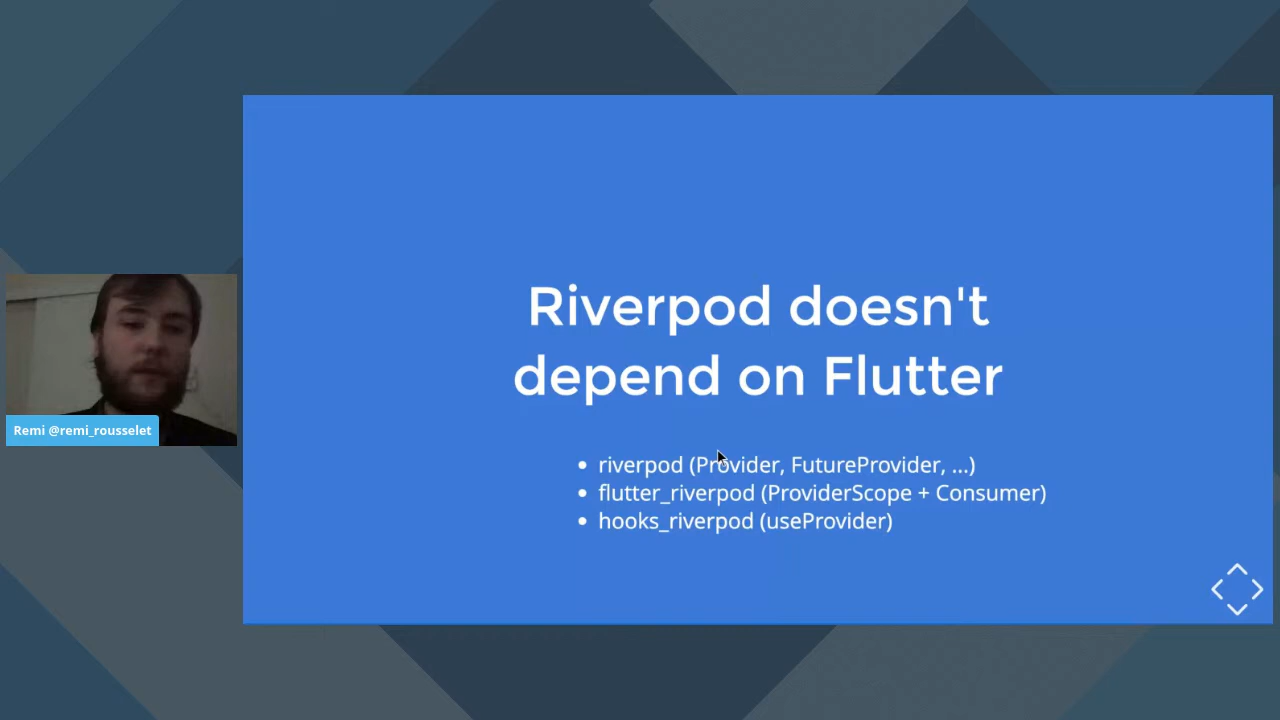 Riverpod doesn't
depend on Flutter
Remi @remi_rousselet
riverpod (Provider, FutureProvider, ...)
flutter_riverpod (ProviderScope + Consumer)
hooks_riverpod (useProvider)